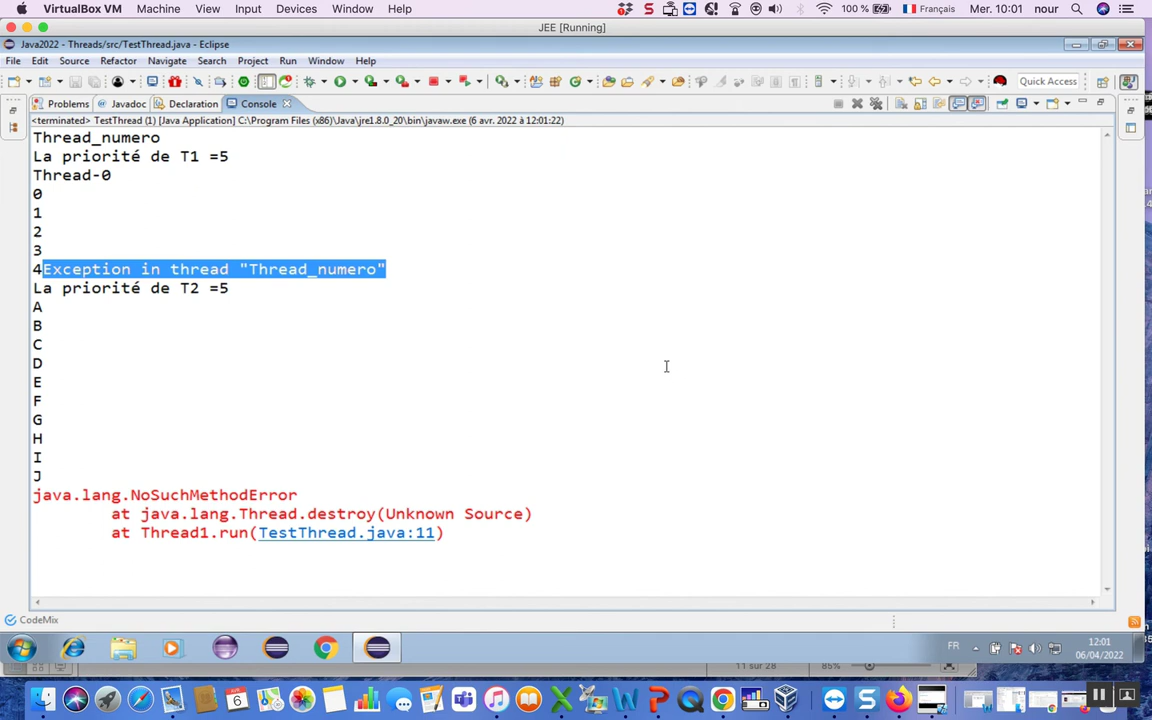 VirtualBox VM Machine View Input Devices Window Help 100 % Français Mer. 10:01 nour
JEE [Running]
Java2022 - Threads/src/TestThread.java - Eclipse
File Edit Source Refactor Navigate Search Project Run Window Help
Quick Access
Problems Javadoc Declaration Console
<terminated> TestThread (1) [Java Application] C:\Program Files (x86)\Java\jre1.8.0_20\bin\javaw.exe (6 avr. 2022 à 12:01:22)
Thread_numero
La priorité de T1 =5
Thread-0
0
1
2
3
4Exception in thread "Thread_numero"
La priorité de T2 =5
A
B
C
D
E
F
G
H
I
J
java.lang.NoSuchMethodError
at java.lang.Thread.destroy(Unknown Source)
at Thread1.run(TestThread.java:11)
CodeMix
FR 12:01
06/04/2022
11 sur 28 85%